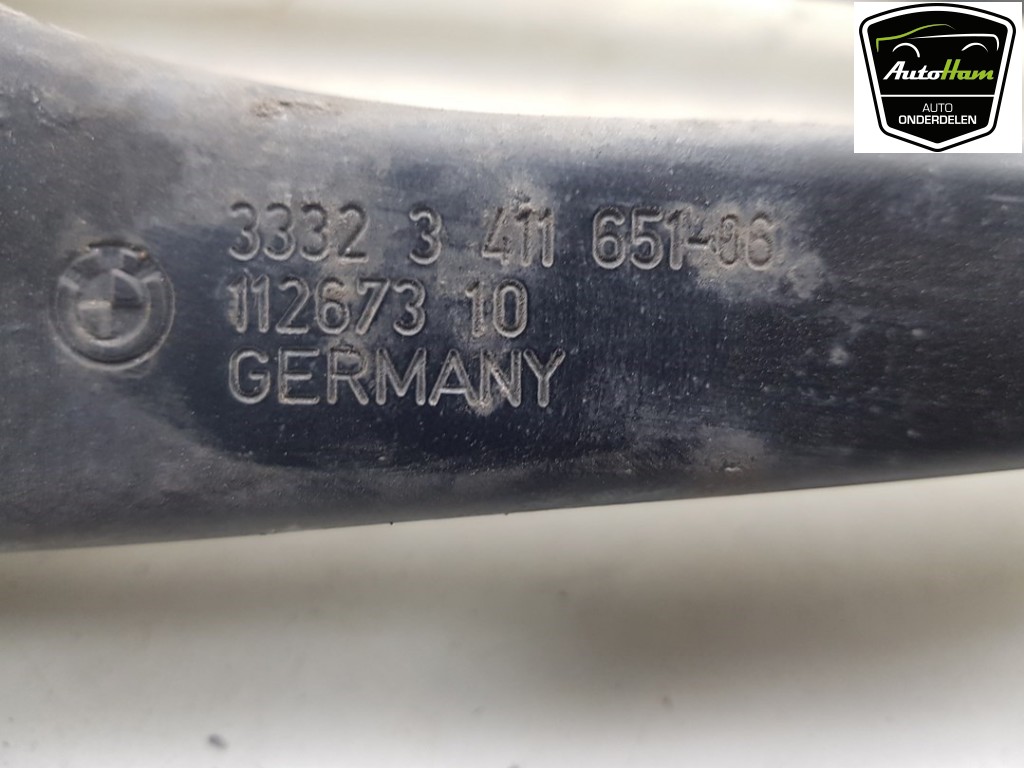 AutoHam
AUTO
ONDERDELEN
3332 3 411 651-06
112673 10
GERMANY